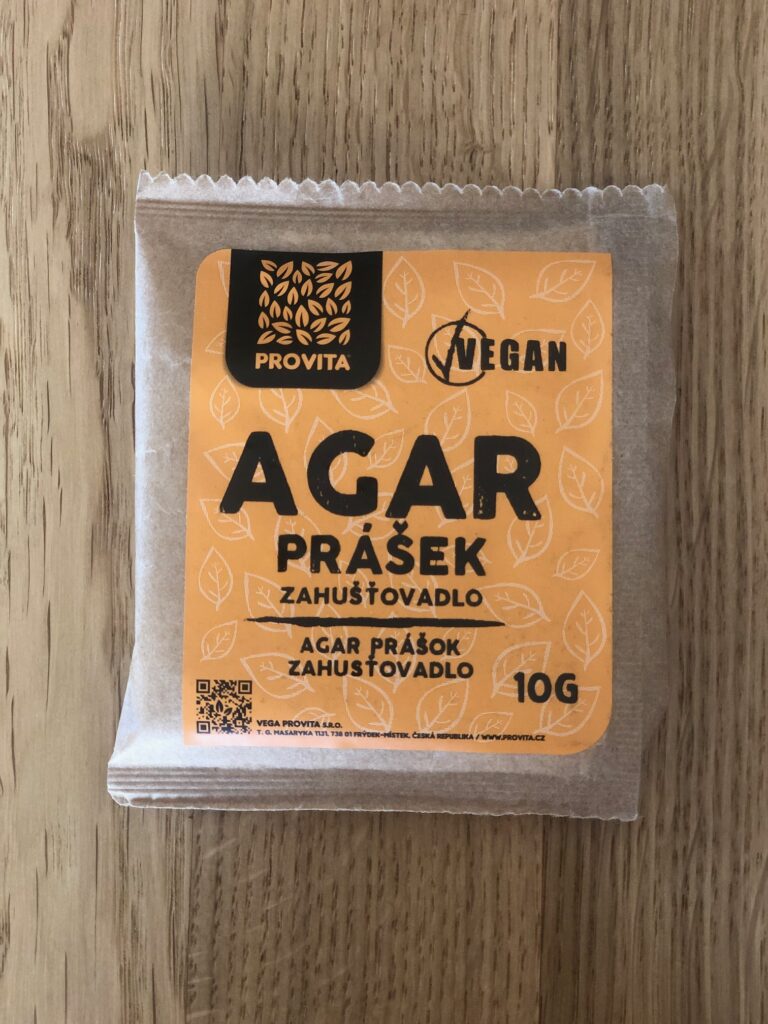 PROVITA
VEGAN
AGAR
PRÁŠEK
ZAHUŠŤOVADLO
AGAR PRÁŠOK
ZAHUSŤOVADLO
10G
VEGA PROVITA S.R.O.
T. G. MASARYKA 1131, 738 01 FRÝDEK-MÍSTEK, ČESKÁ REPUBLIKA / WWW.PROVITA.CZ